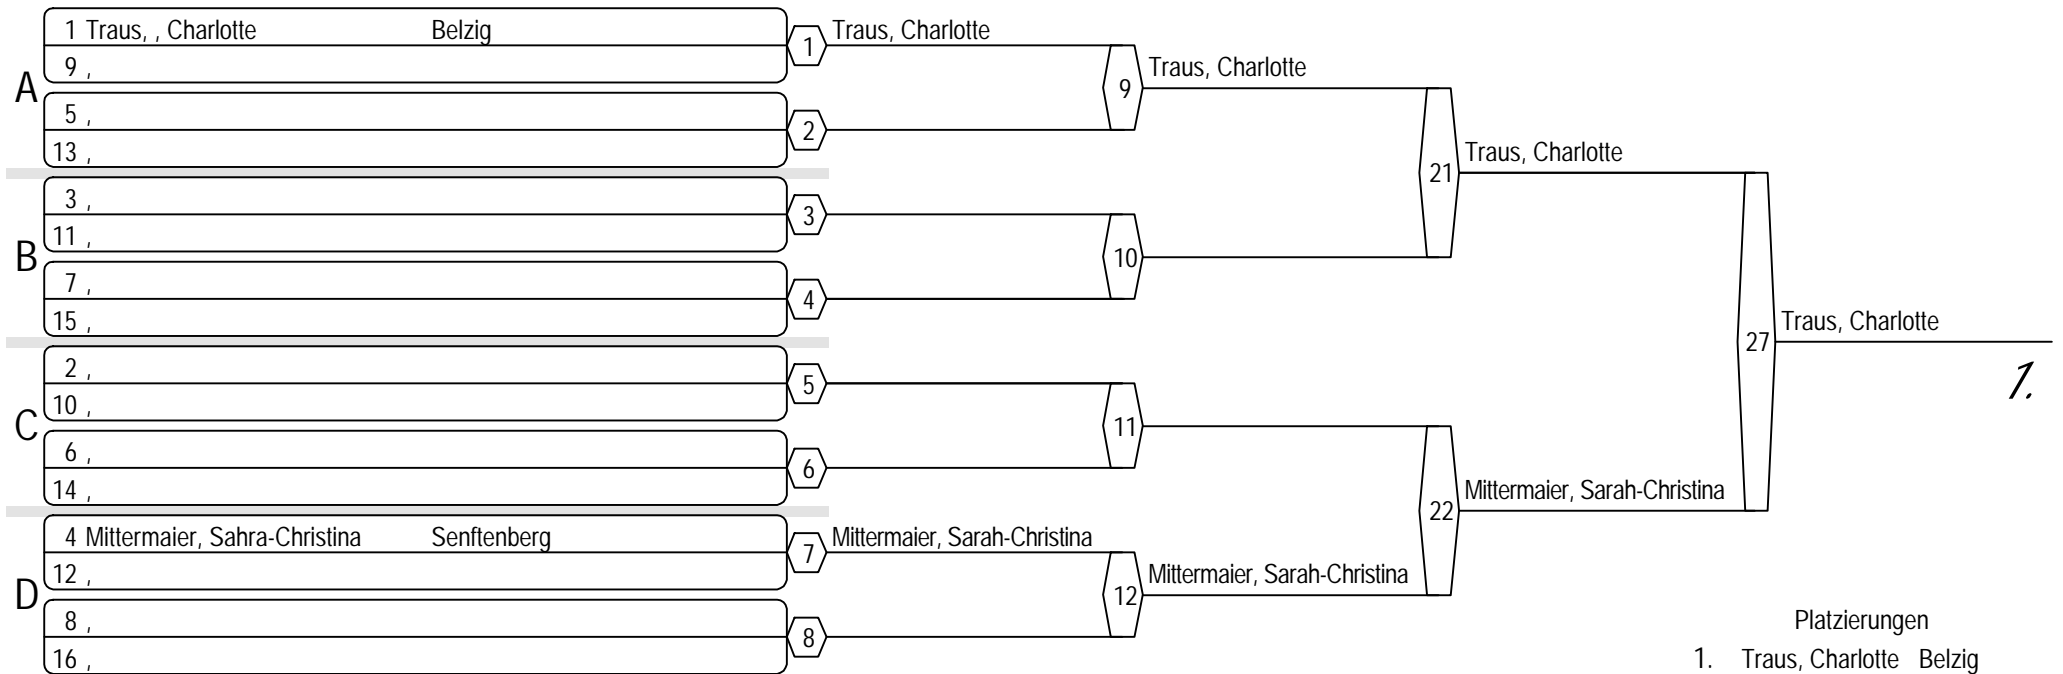 1 Traus, , Charlotte Belzig
9 ,
A
5 ,
13 ,
3 ,
11 ,
B
7 ,
15 ,
2 ,
10 ,
C
6 ,
14 ,
4 Mittermaier, Sahra-Christina Senftenberg
12 ,
D
8 ,
16 ,
1 Traus, Charlotte
2
3
4
5
6
7 Mittermaier, Sarah-Christina
8
9 Traus, Charlotte
10
11
12 Mittermaier, Sarah-Christina
21 Traus, Charlotte
22 Mittermaier, Sarah-Christina
27 Traus, Charlotte
1.
Platzierungen
1. Traus, Charlotte Belzig